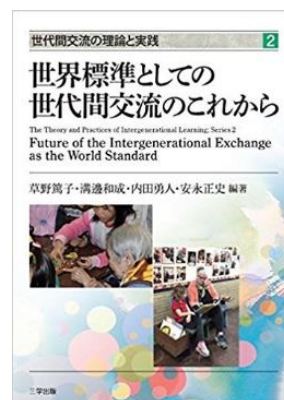 世代間交流の理論と実践 2
世界標準としての
世代間交流のこれから
The Theory and Practices of Intergenerational Learning: Series 2
Future of the Intergenerational Exchange
as the World Standard
草野篤子・溝邊和成・内田勇人・安永正史 編著
三学出版